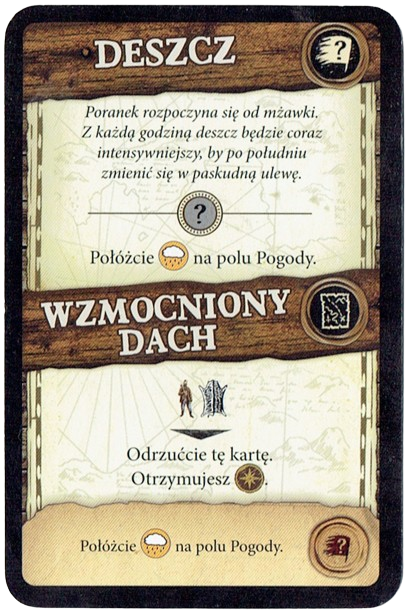 DESZCZ
?
Poranek rozpoczyna się od mżawki.
Z każdą godziną deszcz będzie coraz
intensywniejszy, by po południu
zmienić się w paskudną ulewę.
?
Połóżcie na polu Pogody.
WZMOCNIONY
DACH
Odrzućcie tę kartę.
Otrzymujesz .
Połóżcie na polu Pogody.
?